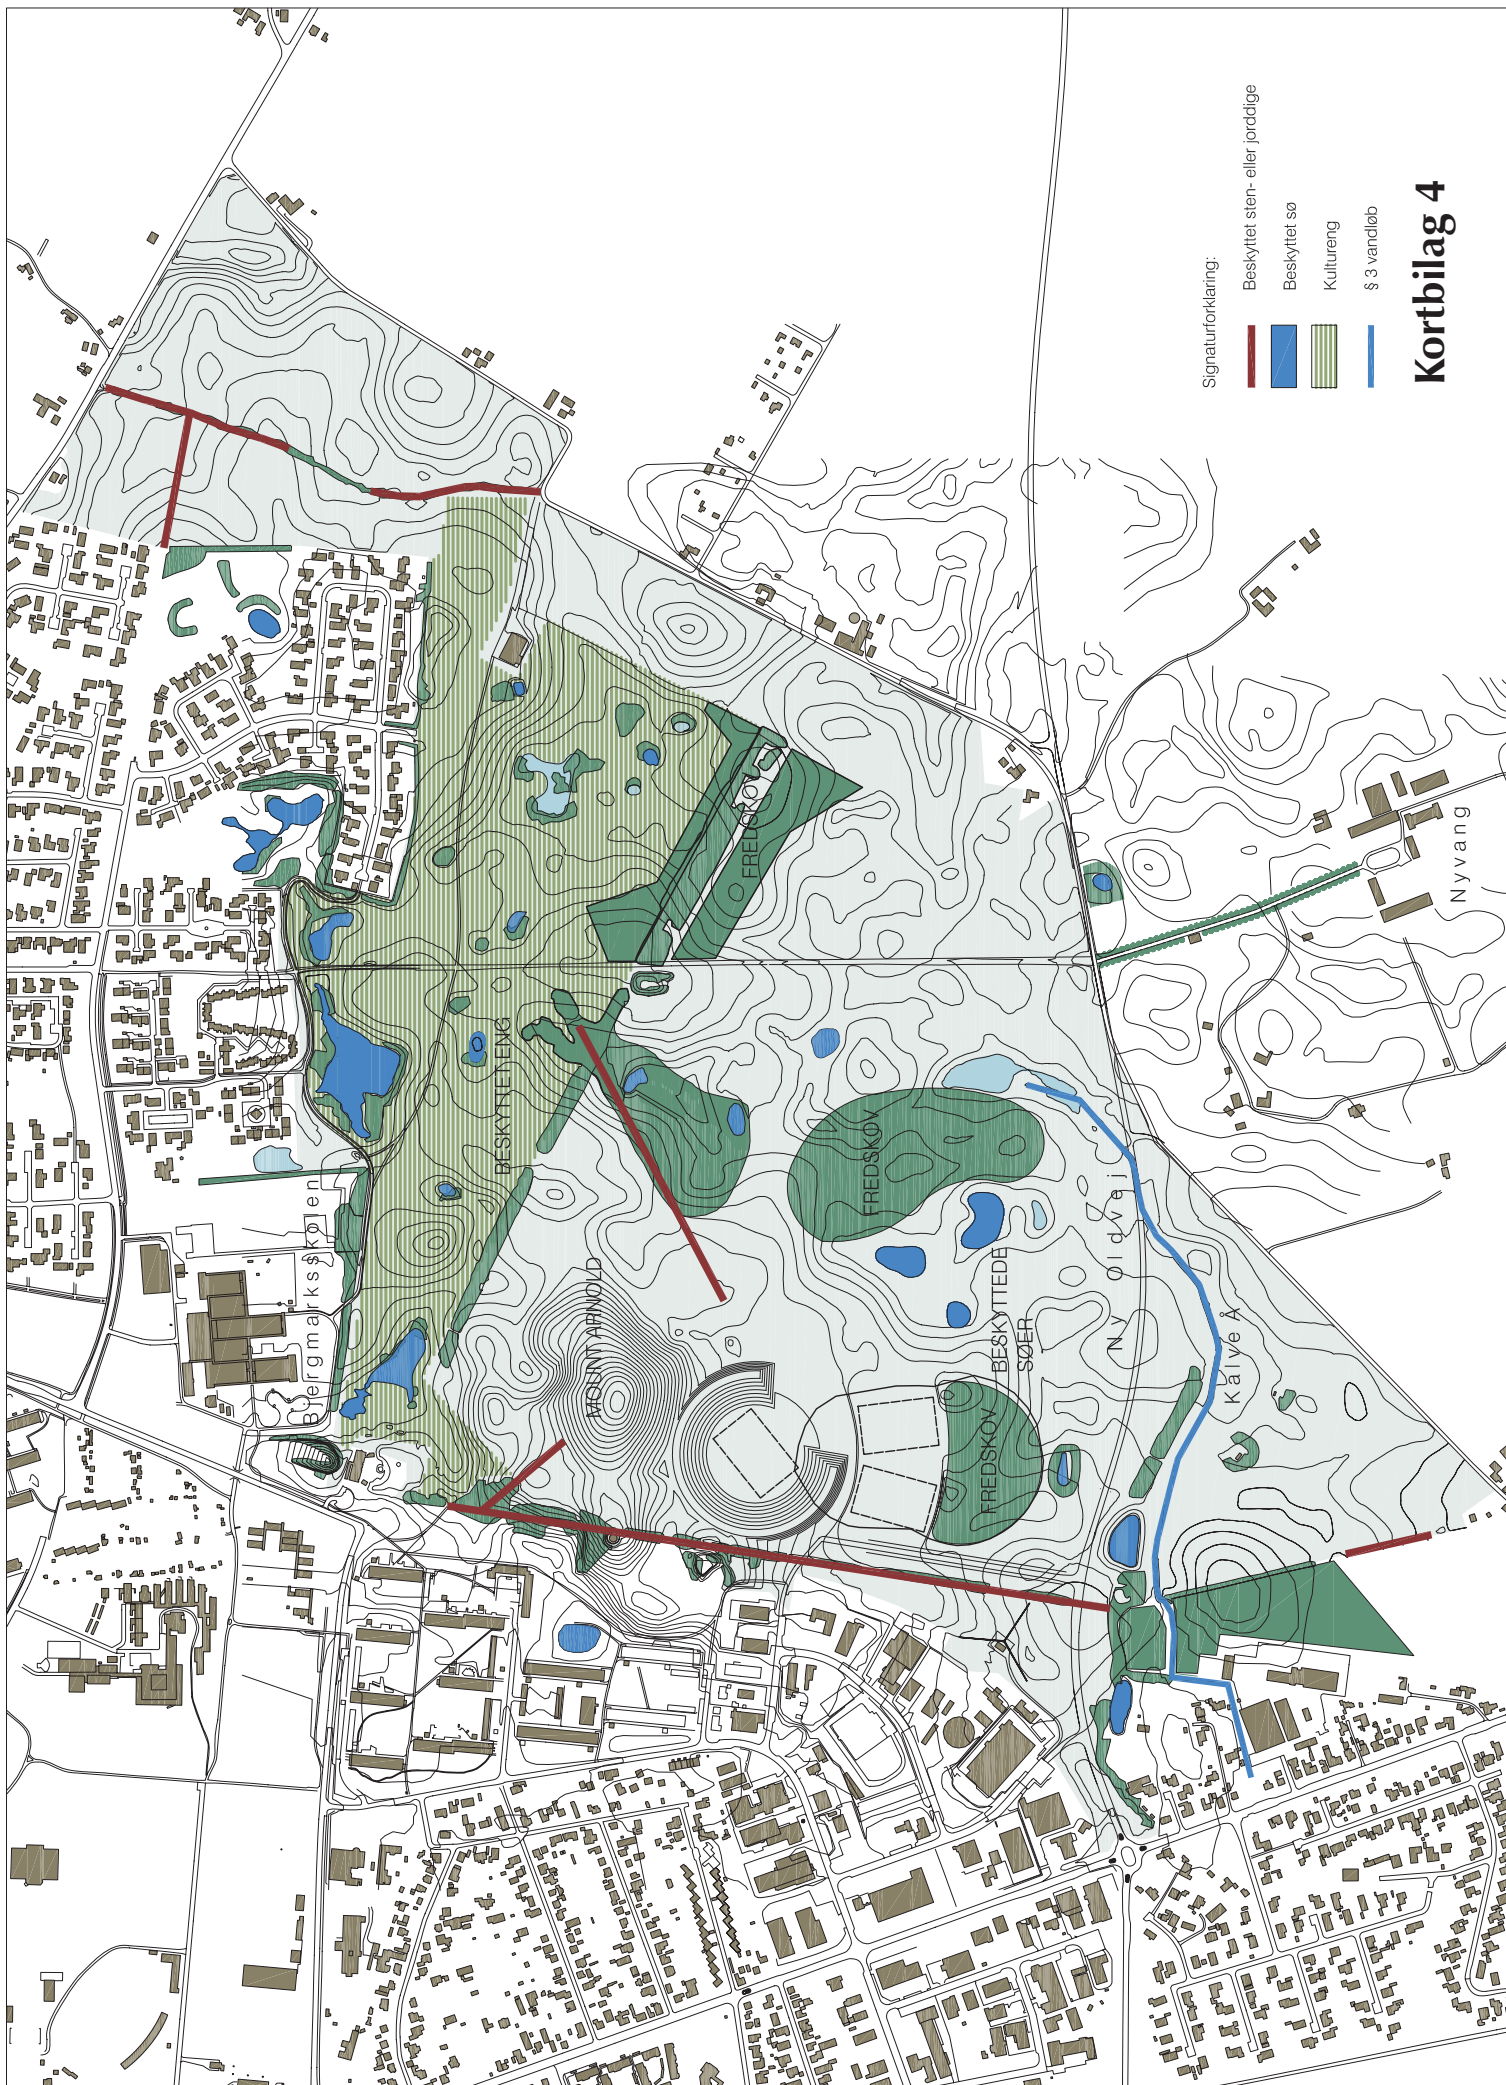 Bjergmarksskolen
BESKYTTET ENG
MOUNT ARNOLD
FREDSKOV
FREDSKOV
FREDSKOV
BESKYTTEDE
SØER
Ny Oldvej
Kalve Å
Nyvang
Signaturforklaring:
Beskyttet sten- eller jorddige
Beskyttet sø
Kultureng
§ 3 vandløb
Kortbilag 4